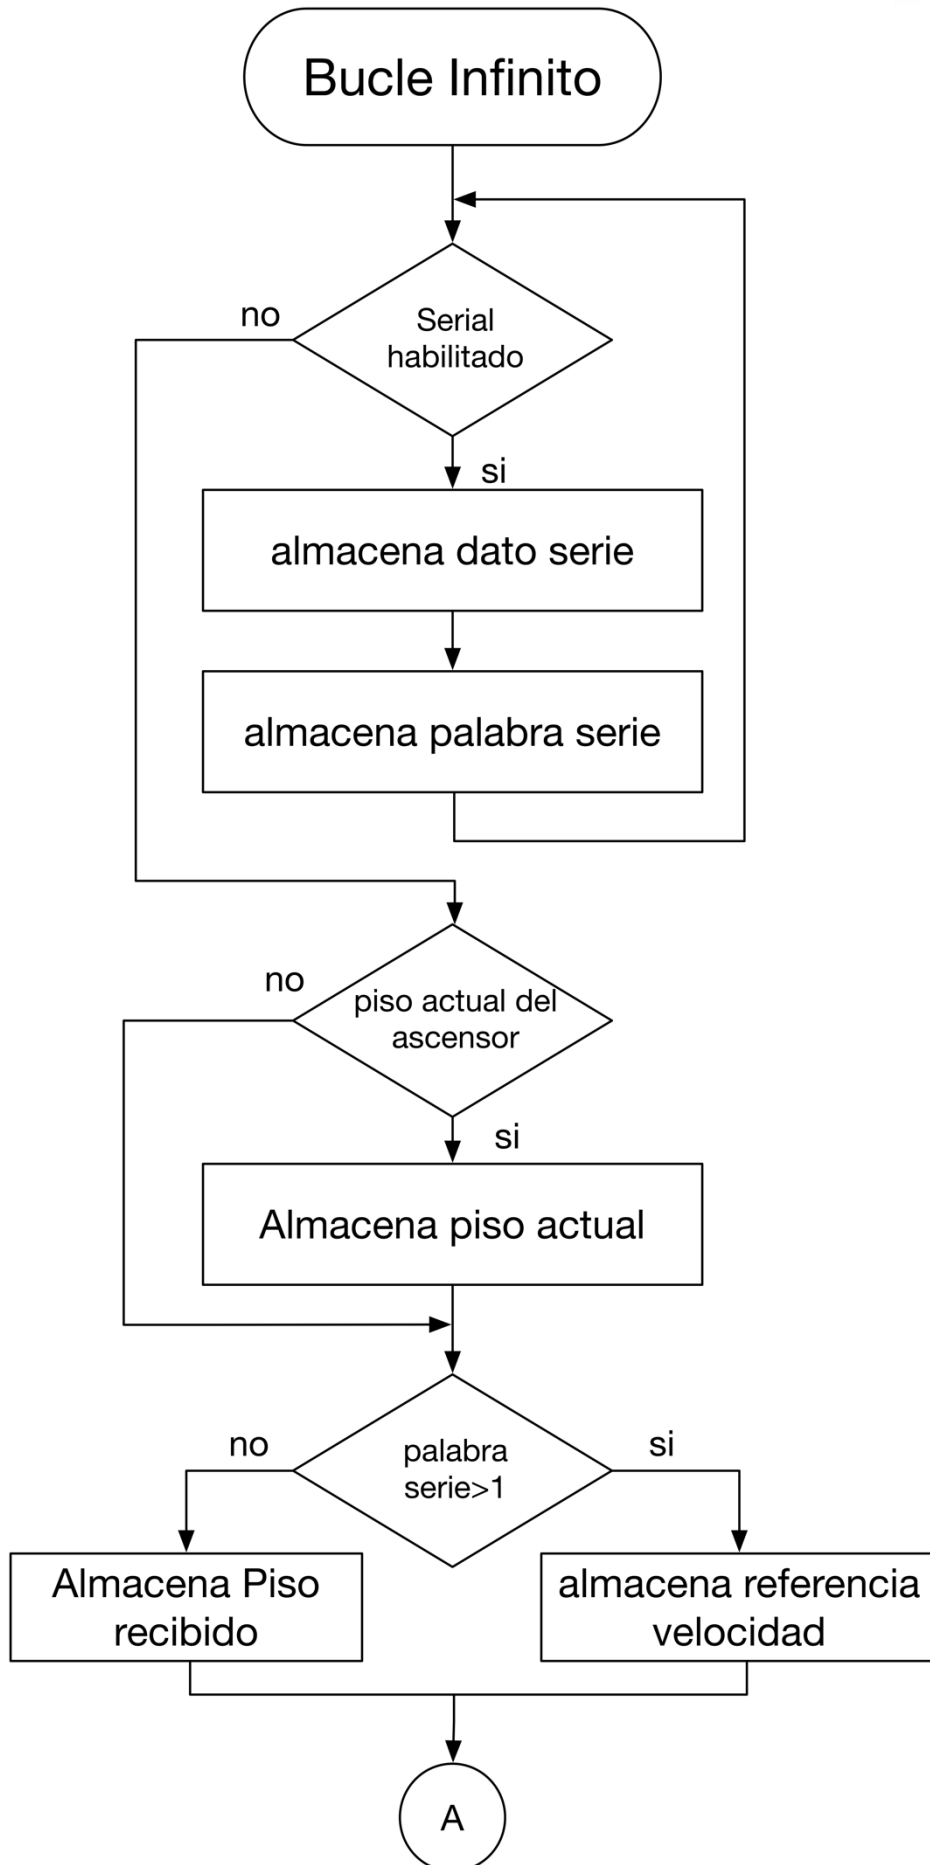 Bucle Infinito
no
Serial
habilitado
si
almacena dato serie
almacena palabra serie
no
piso actual del
ascensor
si
Almacena piso actual
no
palabra
serie>1
si
Almacena Piso
recibido
almacena referencia
velocidad
A